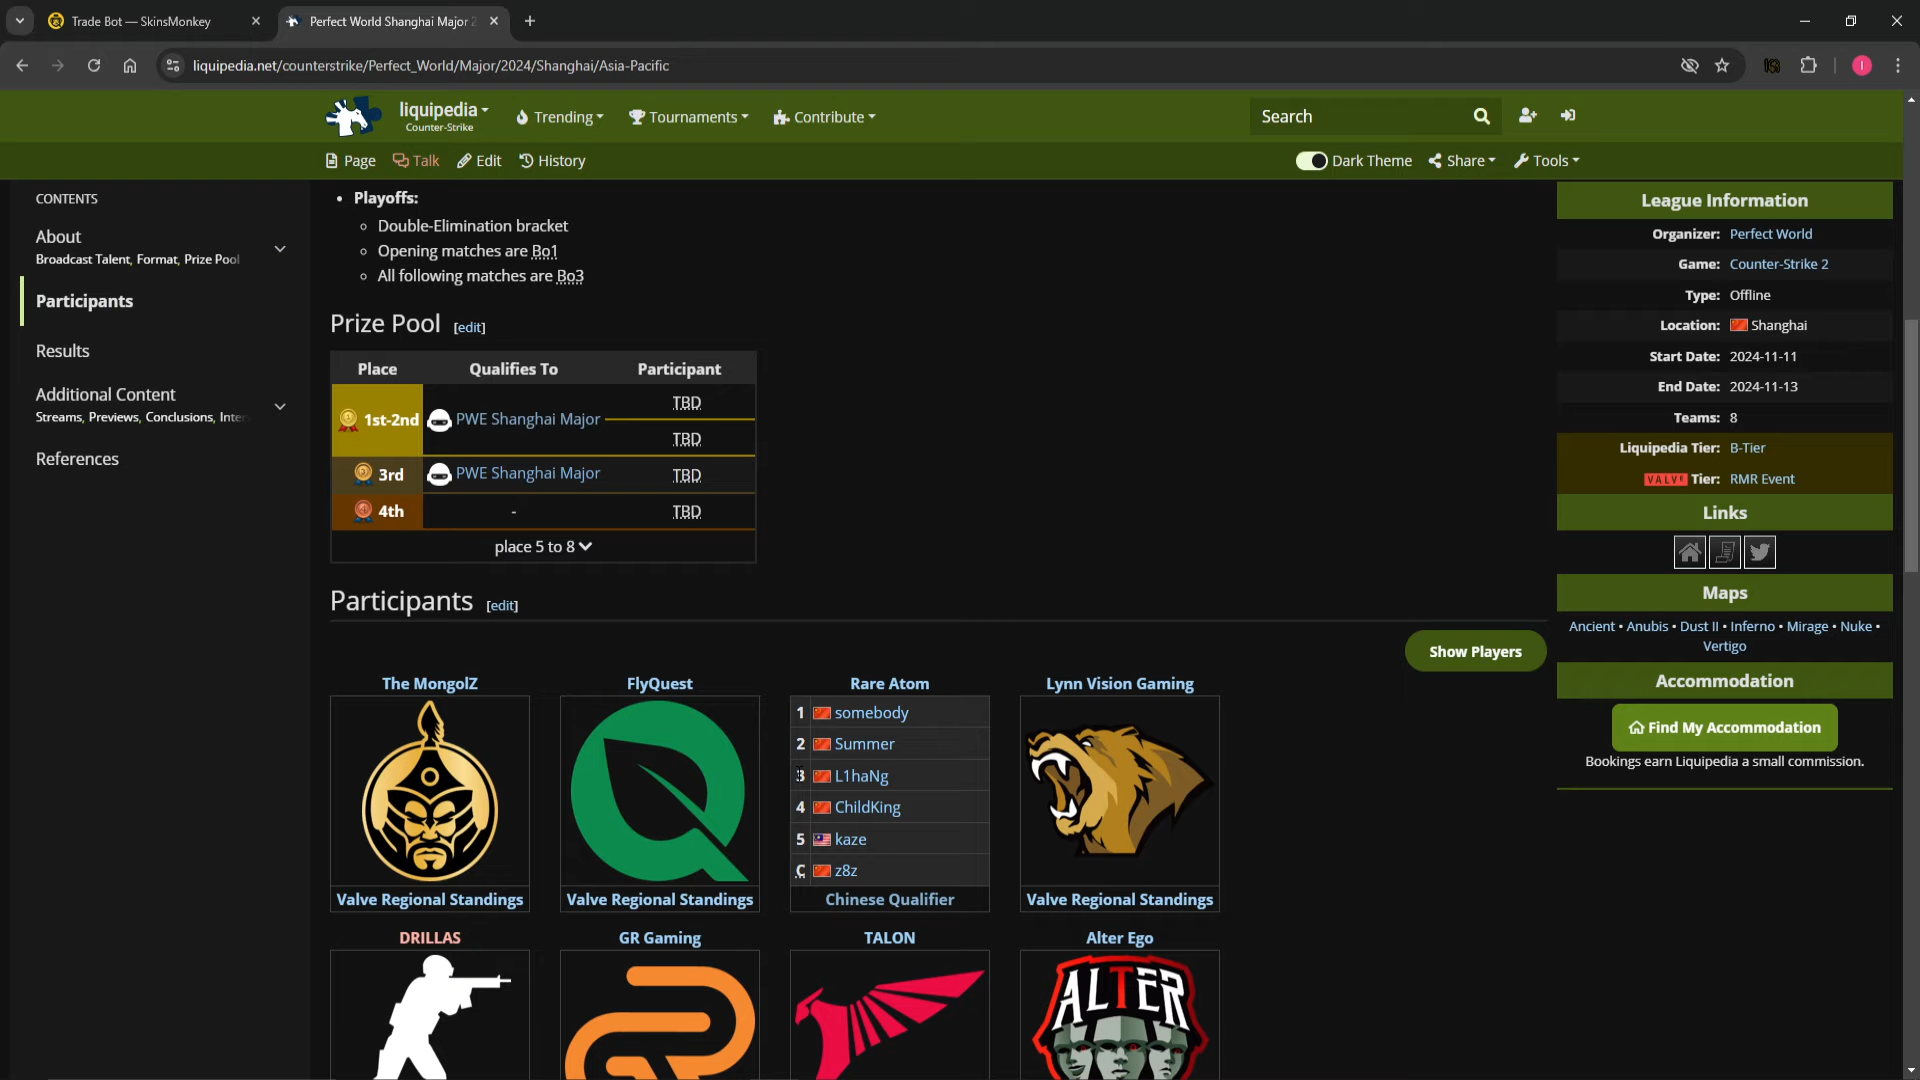 Trade Bot — SkinsMonkey
Perfect World Shanghai Major 2
liquipedia.net/counterstrike/Perfect_World/Major/2024/Shanghai/Asia-Pacific
liquipedia
Counter-Strike
Trending
Tournaments
Contribute
Search
Page
Talk
Edit
History
Dark Theme
Share
Tools
CONTENTS
About
Broadcast Talent, Format, Prize Pool
Participants
Results
Additional Content
Streams, Previews, Conclusions, Inter
References
• Playoffs:
Double-Elimination bracket
Opening matches are Bo1
All following matches are Bo3
Prize Pool [edit]
Place Qualifies To Participant
1st-2nd PWE Shanghai Major TBD
TBD
3rd PWE Shanghai Major TBD
4th - TBD
place 5 to 8
Participants [edit]
Show Players
The MongolZ
Valve Regional Standings
FlyQuest
Valve Regional Standings
Rare Atom
1 somebody
2 Summer
3 L1haNg
4 ChildKing
5 kaze
C z8z
Chinese Qualifier
Lynn Vision Gaming
Valve Regional Standings
DRILLAS
GR Gaming
TALON
Alter Ego
ALTER
League Information
Organizer: Perfect World
Game: Counter-Strike 2
Type: Offline
Location: Shanghai
Start Date: 2024-11-11
End Date: 2024-11-13
Teams: 8
Liquipedia Tier: B-Tier
VALVE Tier: RMR Event
Links
Maps
Ancient • Anubis • Dust II • Inferno • Mirage • Nuke •
Vertigo
Accommodation
Find My Accommodation
Bookings earn Liquipedia a small commission.